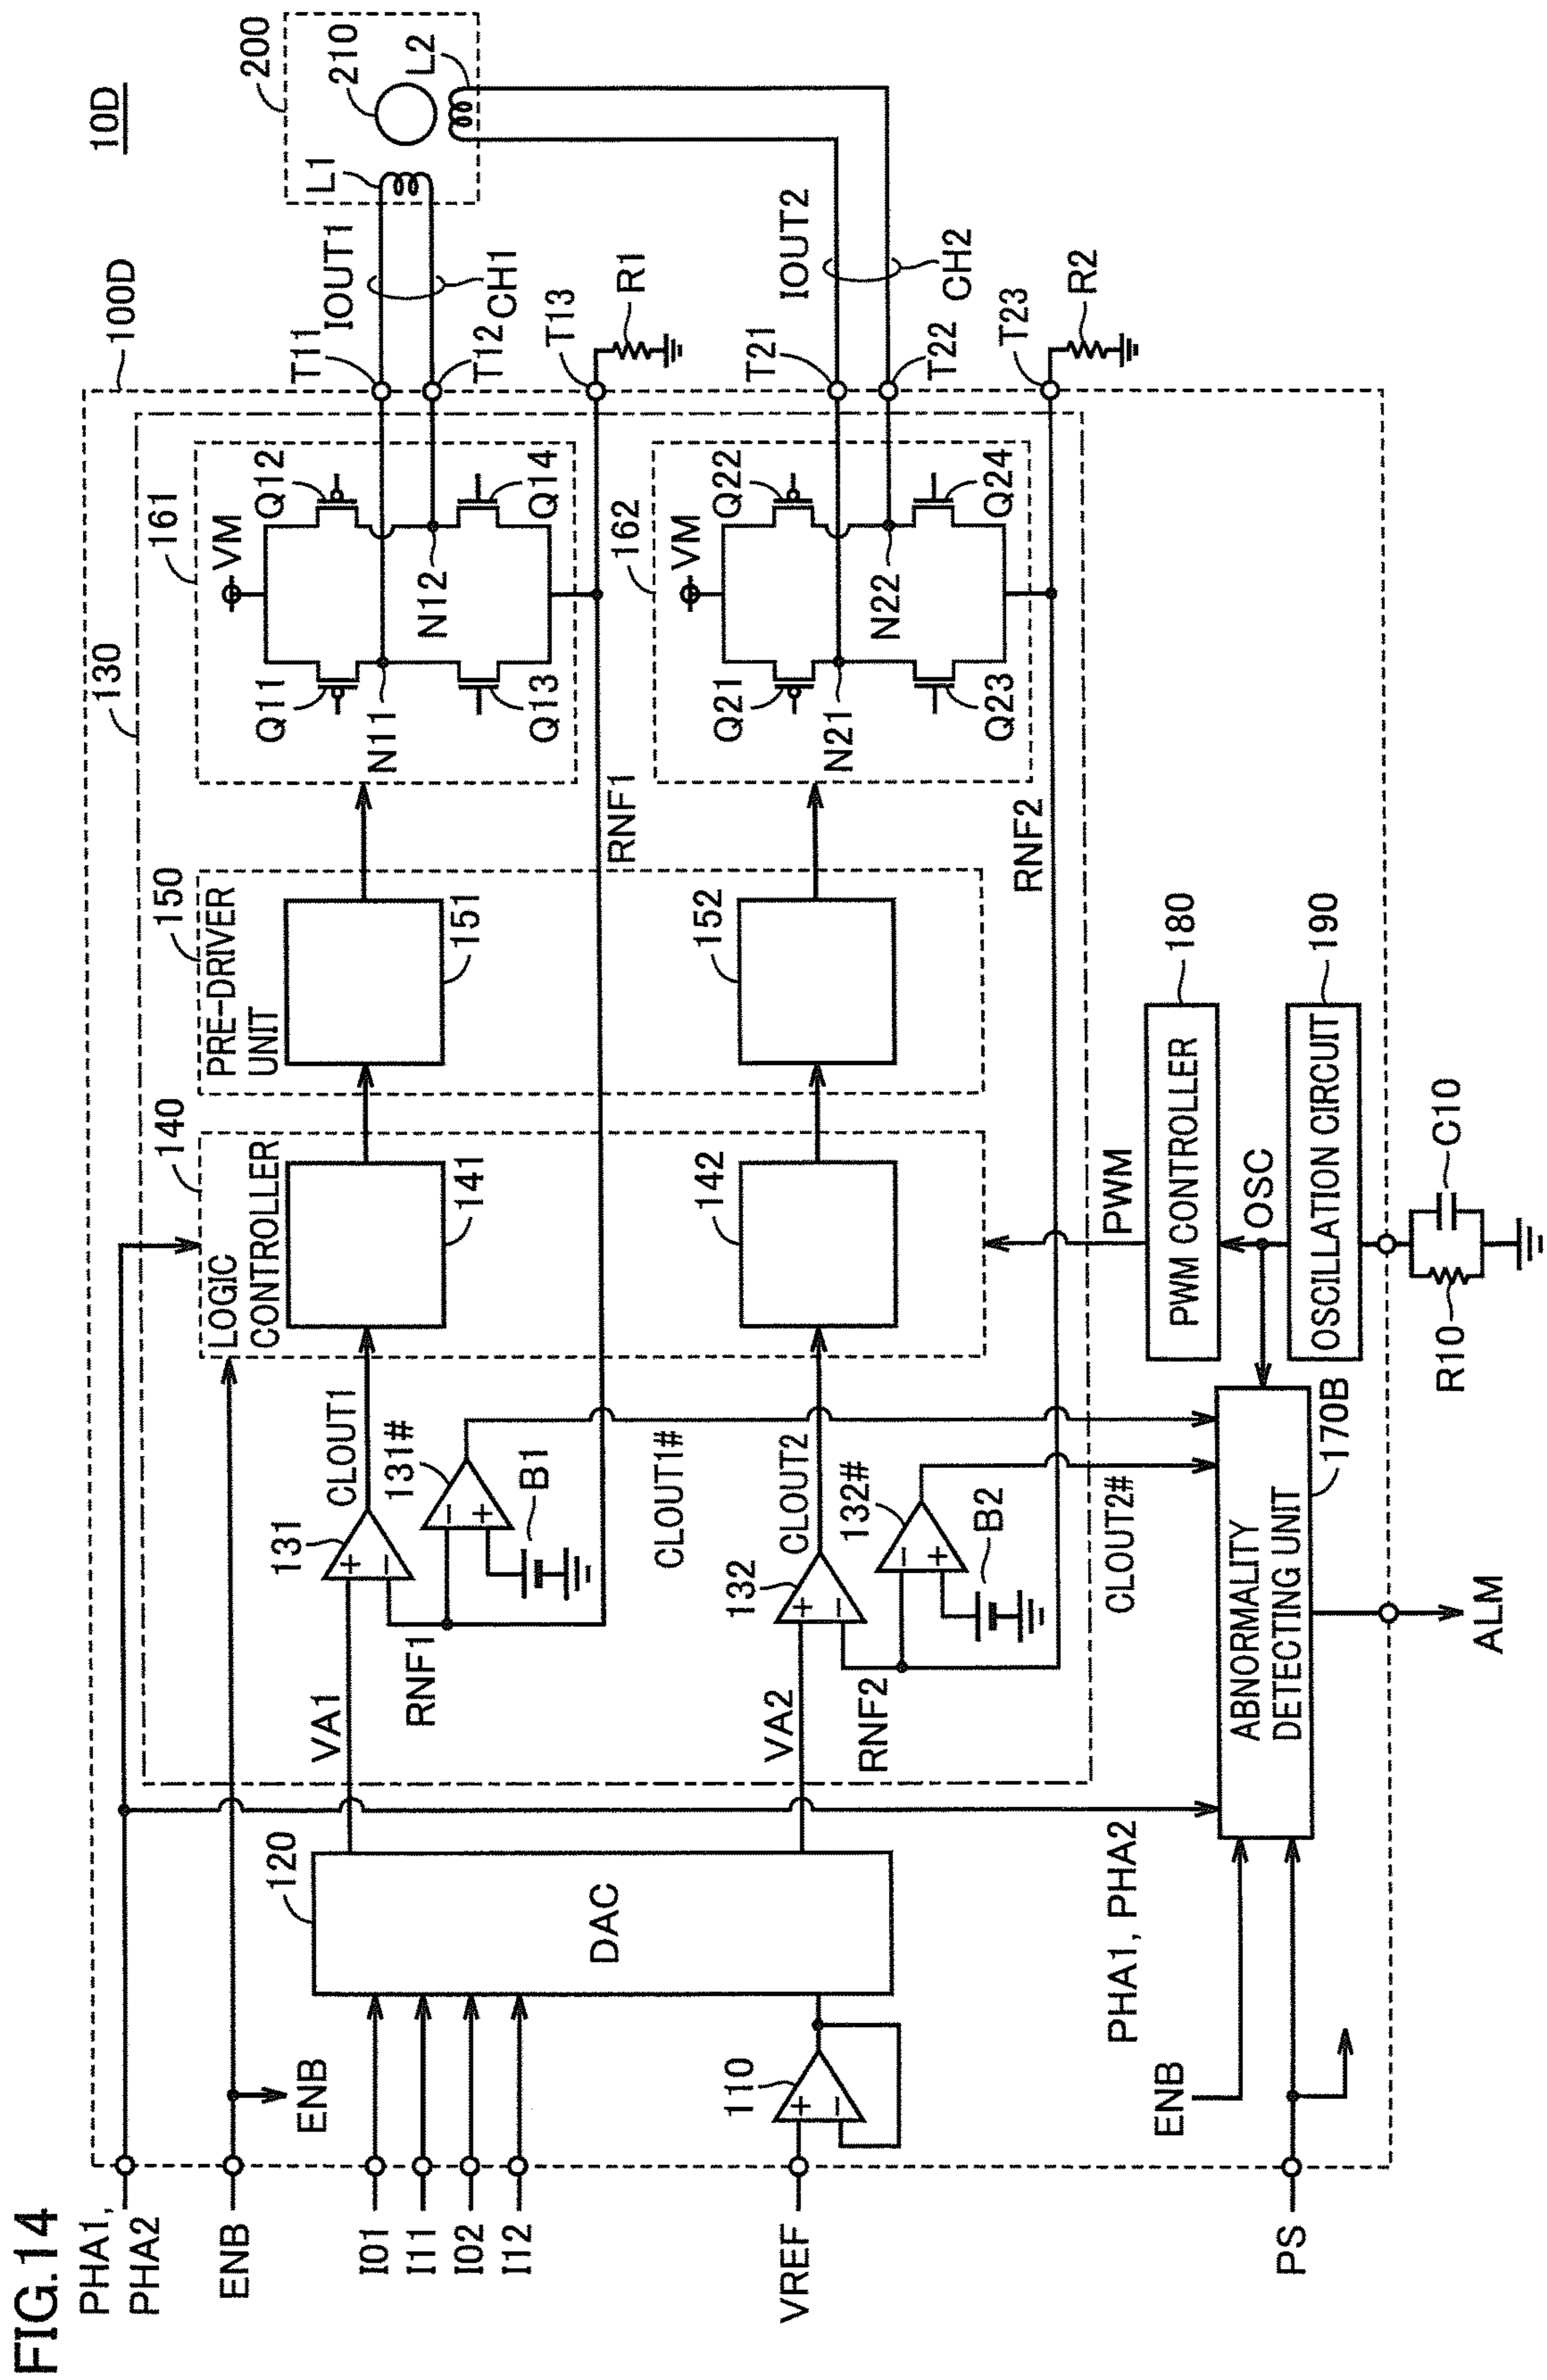 FIG.14
10D
100D
200
210
L1
L2
130
161
VM
Q11
Q12
Q13
Q14
N11
N12
T11
T12
T13
IOUT1
CH1
R1
162
VM
Q21
Q22
Q23
Q24
N21
N22
T21
T22
T23
IOUT2
CH2
R2
150
PRE-DRIVER
UNIT
151
152
RNF1
RNF2
140
LOGIC
CONTROLLER
141
142
CLOUT1
131
131#
B1
CLOUT1#
RNF1
VA1
CLOUT2
132
132#
B2
CLOUT2#
RNF2
VA2
120
DAC
110
PHA1,
PHA2
ENB
ENB
I01
I11
I02
I12
VREF
PS
ENB
PHA1, PHA2
ABNORMALITY
DETECTING UNIT
170B
ALM
PWM
PWM CONTROLLER
180
OSC
OSCILLATION CIRCUIT
190
R10
C10